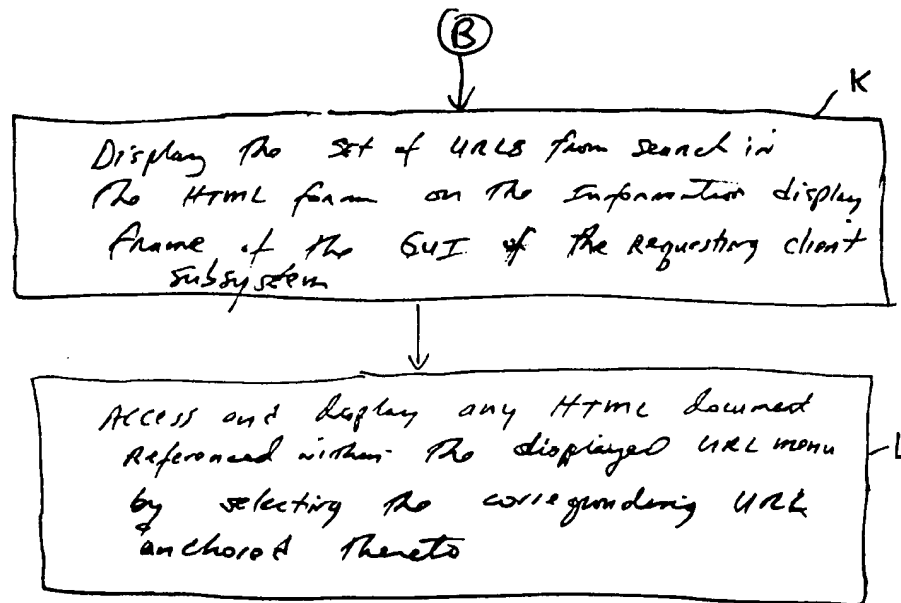 B
K
Display the set of URLs from search in
the HTML form on the Information display
frame of the GUI of the Requesting client
subsystem
Access and display any HTML document
Referenced within the displayed URL menu
L
by selecting the corresponding URL
anchored thereto